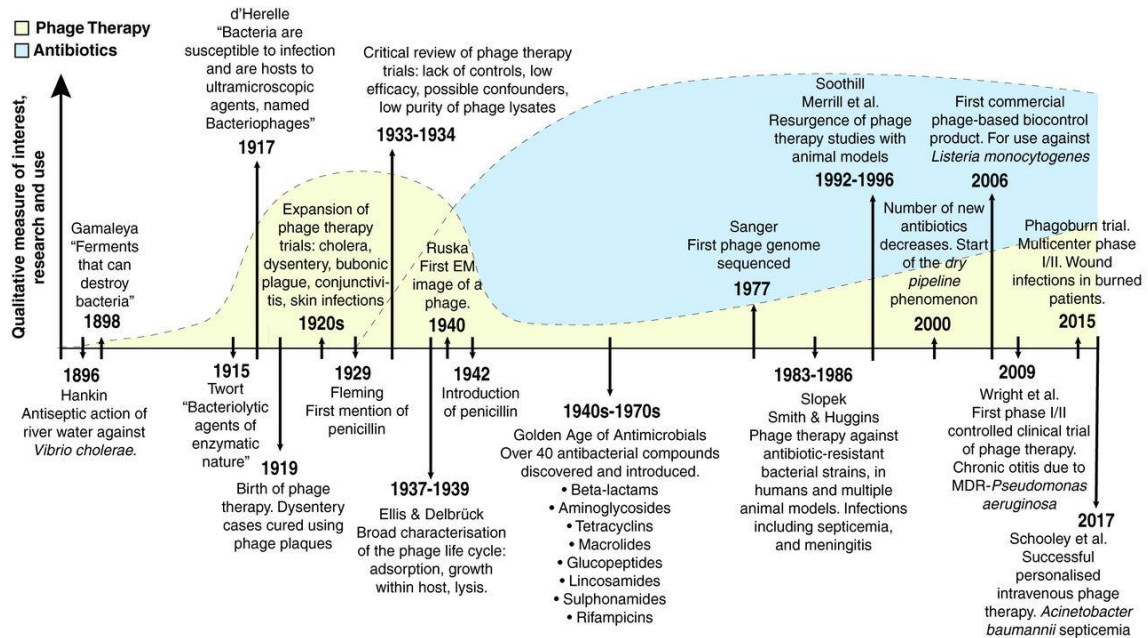 Phage Therapy
Antibiotics
Qualitative measure of interest,
research and use
1896
Hankin
Antiseptic action of
river water against
Vibrio cholerae.
Gamaleya
“Ferments
that can
destroy
bacteria”
1898
1915
Twort
“Bacteriolytic
agents of
enzymatic
nature”
d’Herelle
“Bacteria are
susceptible to infection
and are hosts to
ultramicroscopic
agents, named
Bacteriophages”
1917
1919
Birth of phage
therapy. Dysentery
cases cured using
phage plaques
Expansion of
phage therapy
trials: cholera,
dysentery, bubonic
plague, conjunctivi-
tis, skin infections
1920s
1929
Fleming
First mention of
penicillin
Critical review of phage therapy
trials: lack of controls, low
efficacy, possible confounders,
low purity of phage lysates
1933-1934
1937-1939
Ellis & Delbrück
Broad characterisation
of the phage life cycle:
adsorption, growth
within host, lysis.
Ruska
First EM
image of a
phage.
1940
1942
Introduction
of penicillin
1940s-1970s
Golden Age of Antimicrobials
Over 40 antibacterial compounds
discovered and introduced.
• Beta-lactams
• Aminoglycosides
• Tetracyclins
• Macrolides
• Glucopeptides
• Lincosamides
• Sulphonamides
• Rifampicins
Sanger
First phage genome
sequenced
1977
1983-1986
Slopek
Smith & Huggins
Phage therapy against
antibiotic-resistant
bacterial strains, in
humans and multiple
animal models. Infections
including septicemia,
and meningitis
Soothill
Merrill et al.
Resurgence of phage
therapy studies with
animal models
1992-1996
Number of new
antibiotics
decreases. Start
of the dry
pipeline
phenomenon
2000
First commercial
phage-based biocontrol
product. For use against
Listeria monocytogenes
2006
2009
Wright et al.
First phase I/II
controlled clinical trial
of phage therapy.
Chronic otitis due to
MDR-Pseudomonas
aeruginosa
Phagoburn trial.
Multicenter phase
I/II. Wound
infections in burned
patients.
2015
2017
Schooley et al.
Successful
personalised
intravenous phage
therapy. Acinetobacter
baumannii septicemia